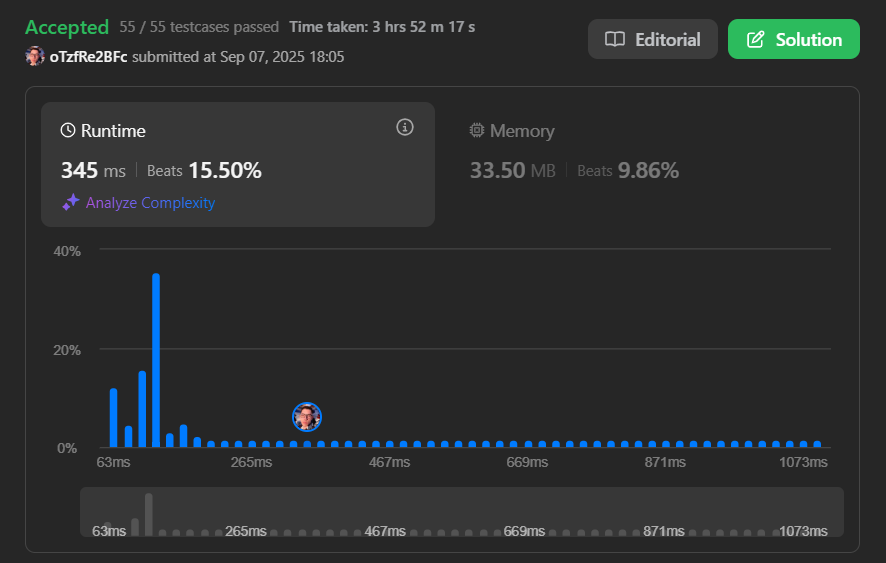 Accepted 55 / 55 testcases passed Time taken: 3 hrs 52 m 17 s
oTzfRe2BFc submitted at Sep 07, 2025 18:05
Editorial
Solution
Runtime
345 ms Beats 15.50%
Analyze Complexity
Memory
33.50 MB Beats 9.86%
40%
20%
0%
63ms 265ms 467ms 669ms 871ms 1073ms
63ms 265ms 467ms 669ms 871ms 1073ms